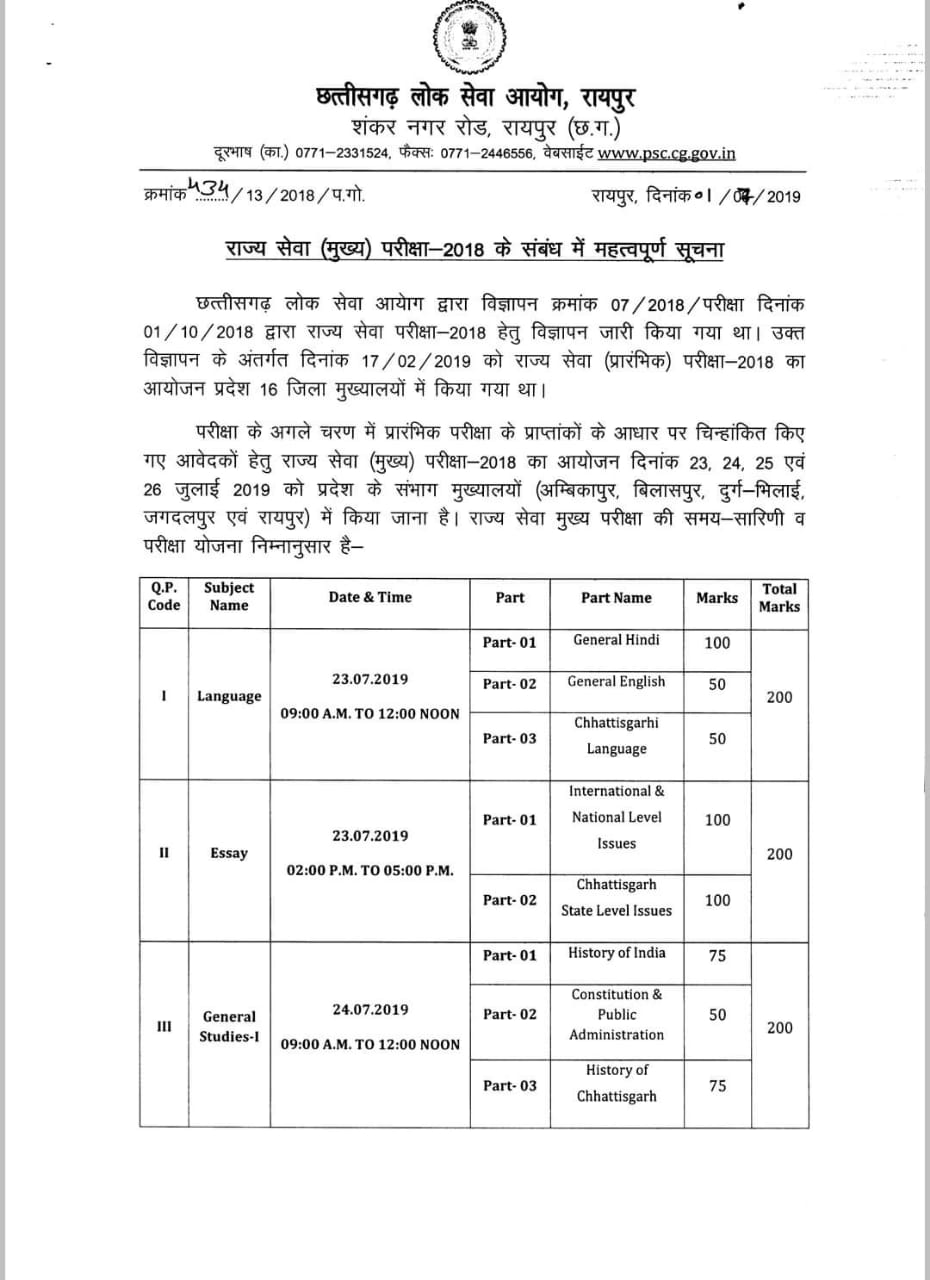 छत्तीसगढ़ लोक सेवा आयोग, रायपुर
शंकर नगर रोड, रायपुर (छ.ग.)
दूरभाष (का.) 0771–2331524, फैक्सः 0771–2446556, वेबसाईट www.psc.cg.gov.in
क्रमांक 434/13/2018/प.गो. रायपुर, दिनांक 01/07/2019
राज्य सेवा (मुख्य) परीक्षा–2018 के संबंध में महत्वपूर्ण सूचना
छत्तीसगढ़ लोक सेवा आयेाग द्वारा विज्ञापन क्रमांक 07/2018/परीक्षा दिनांक
01/10/2018 द्वारा राज्य सेवा परीक्षा–2018 हेतु विज्ञापन जारी किया गया था। उक्त
विज्ञापन के अंतर्गत दिनांक 17/02/2019 को राज्य सेवा (प्रारंभिक) परीक्षा–2018 का
आयोजन प्रदेश 16 जिला मुख्यालयों में किया गया था।
परीक्षा के अगले चरण में प्रारंभिक परीक्षा के प्राप्तांकों के आधार पर चिन्हांकित किए
गए आवेदकों हेतु राज्य सेवा (मुख्य) परीक्षा–2018 का आयोजन दिनांक 23, 24, 25 एवं
26 जुलाई 2019 को प्रदेश के संभाग मुख्यालयों (अम्बिकापुर, बिलासपुर, दुर्ग–भिलाई,
जगदलपुर एवं रायपुर) में किया जाना है। राज्य सेवा मुख्य परीक्षा की समय–सारिणी व
परीक्षा योजना निम्नानुसार है–
Q.P. Code Subject Name Date & Time Part Part Name Marks Total Marks
I Language 23.07.2019 09:00 A.M. TO 12:00 NOON Part- 01 General Hindi 100 200
Part- 02 General English 50
Part- 03 Chhattisgarhi Language 50
II Essay 23.07.2019 02:00 P.M. TO 05:00 P.M. Part- 01 International & National Level Issues 100 200
Part- 02 Chhattisgarh State Level Issues 100
III General Studies-I 24.07.2019 09:00 A.M. TO 12:00 NOON Part- 01 History of India 75 200
Part- 02 Constitution & Public Administration 50
Part- 03 History of Chhattisgarh 75